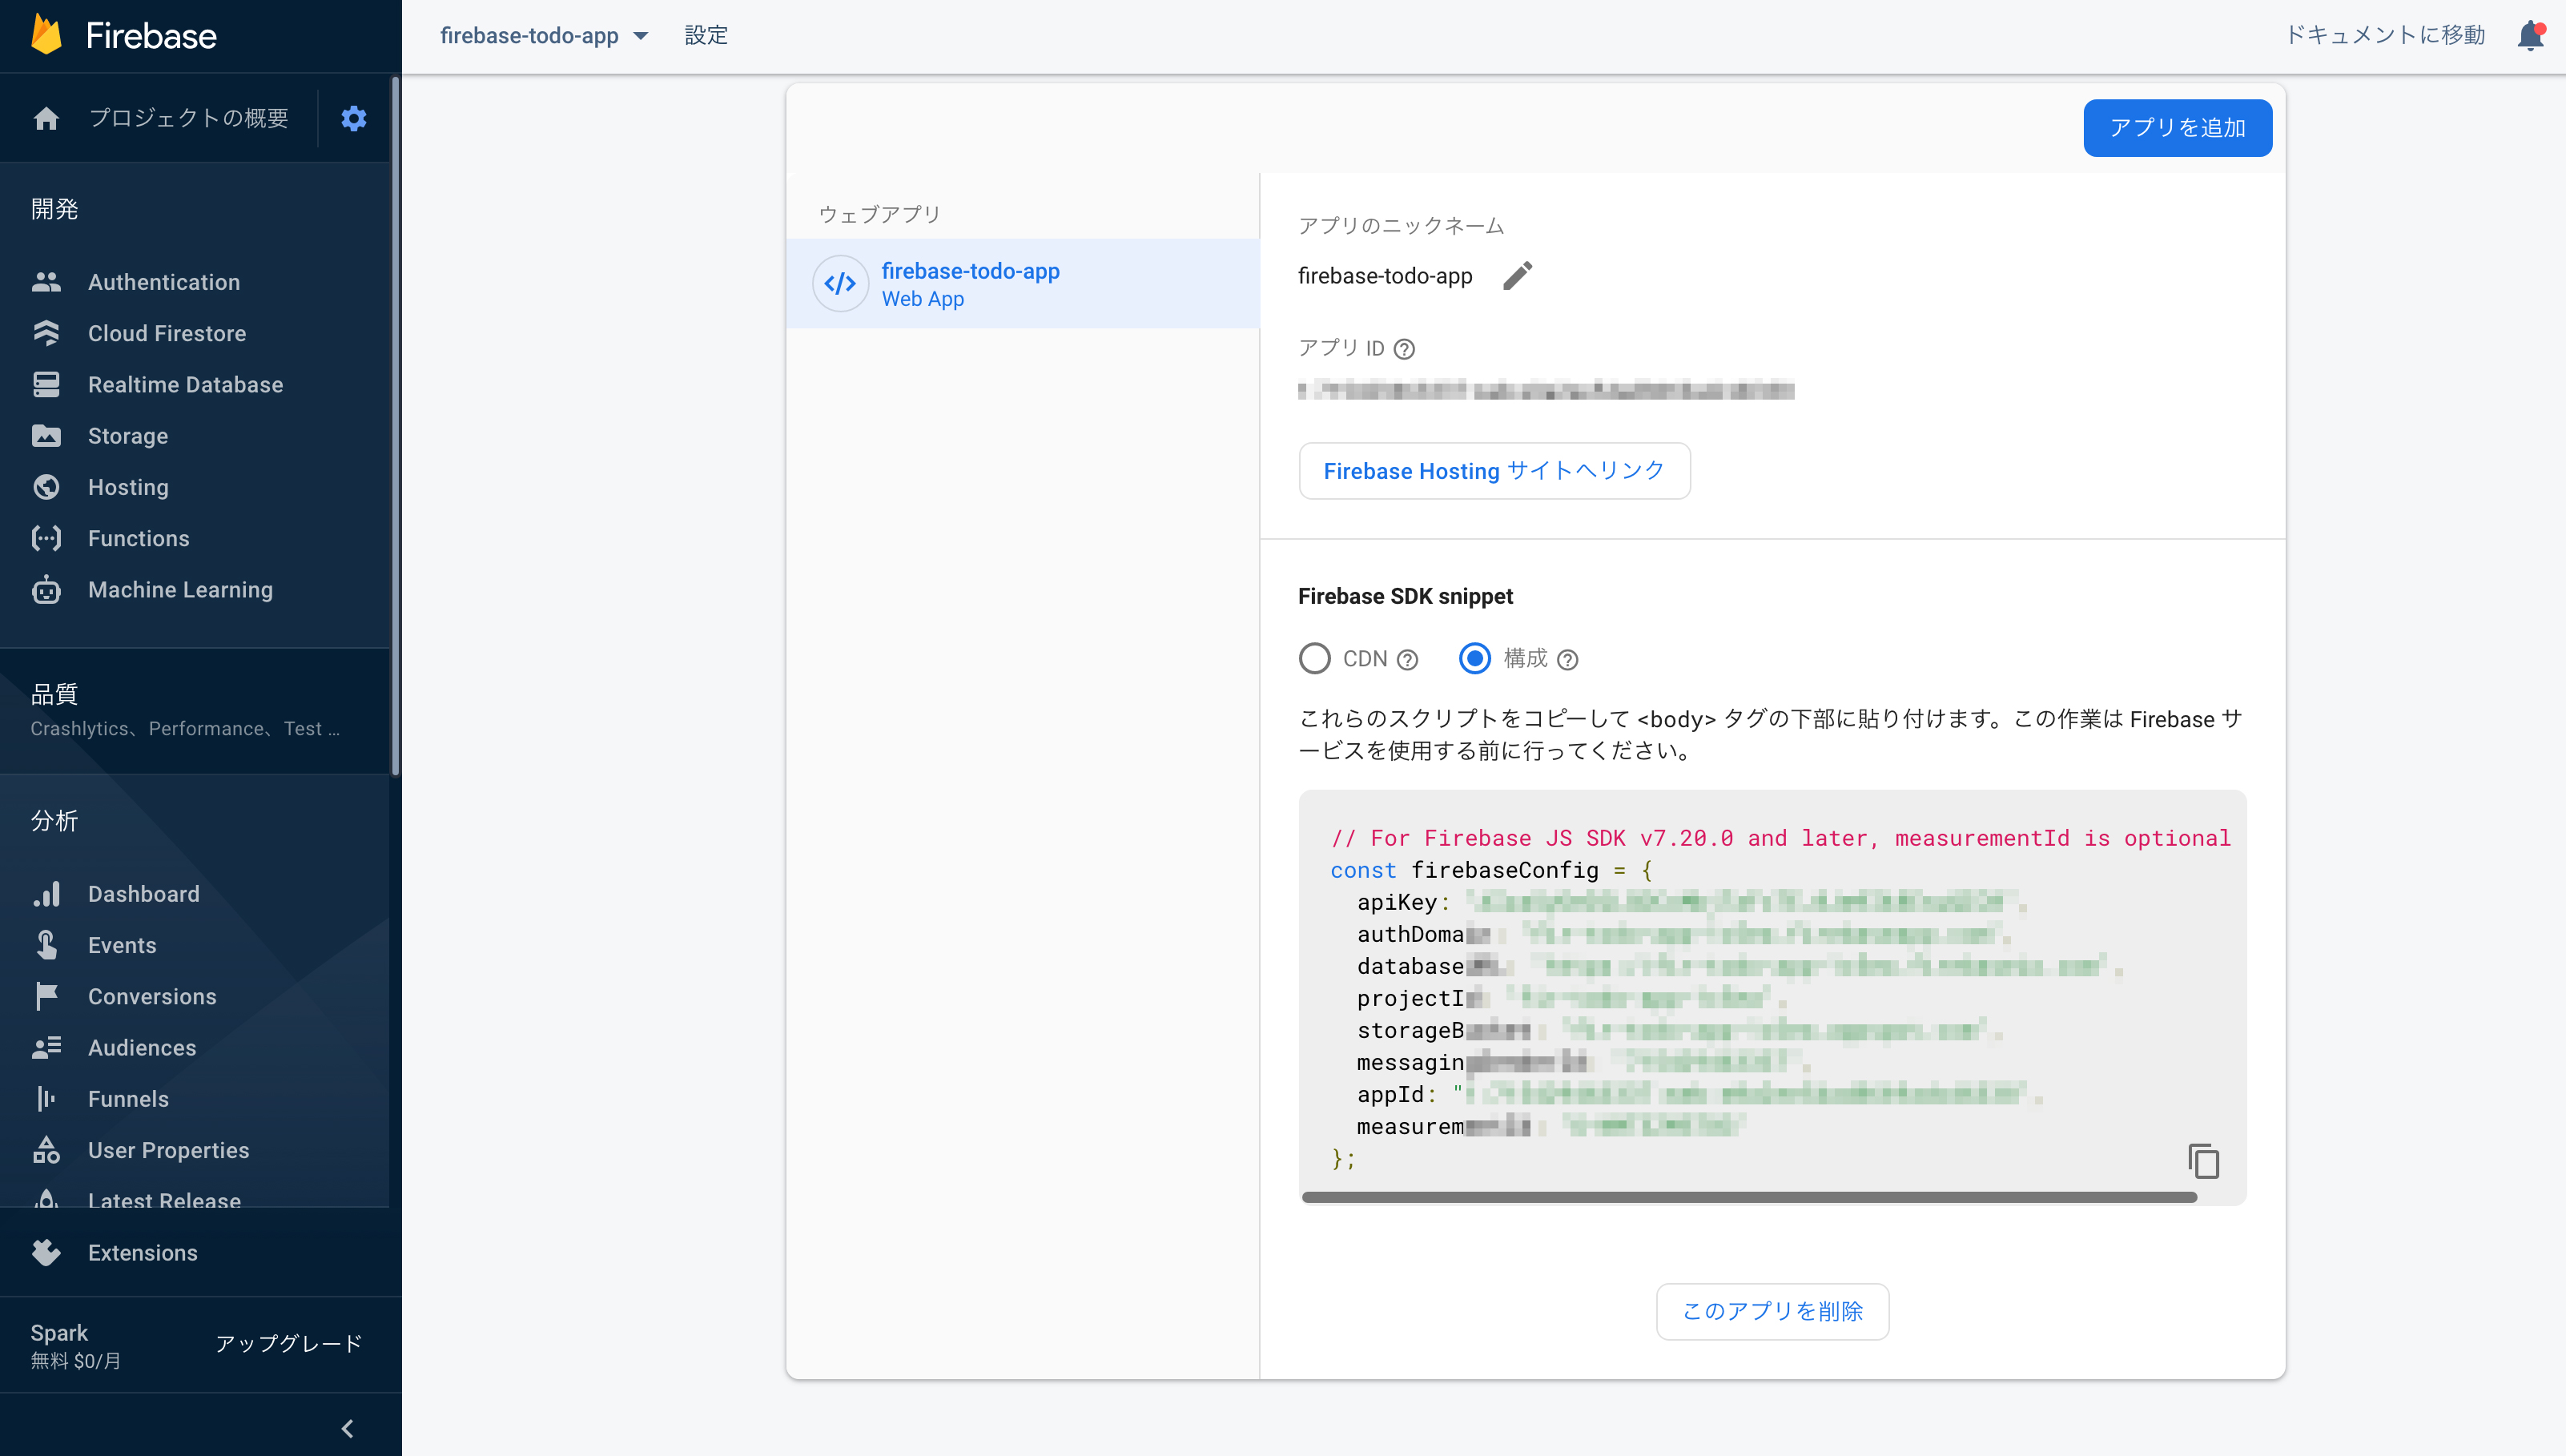 Firebase
firebase-todo-app
設定
ドキュメントに移動
プロジェクトの概要
開発
Authentication
Cloud Firestore
Realtime Database
Storage
Hosting
Functions
Machine Learning
品質
Crashlytics、Performance、Test ...
分析
Dashboard
Events
Conversions
Audiences
Funnels
User Properties
Latest Release
Extensions
Spark
無料 $0/月
アップグレード
アプリを追加
ウェブアプリ
firebase-todo-app
Web App
アプリのニックネーム
firebase-todo-app
アプリ ID
Firebase Hosting サイトへリンク
Firebase SDK snippet
CDN
構成
これらのスクリプトをコピーして <body> タグの下部に貼り付けます。この作業は Firebase サ
ービスを使用する前に行ってください。
// For Firebase JS SDK v7.20.0 and later, measurementId is optional
const firebaseConfig = {
apiKey:
authDoma
database
projectI
storageB
messagin
appId: "
measurem
};
このアプリを削除